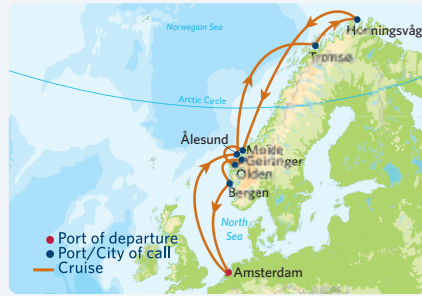 Norwegian Sea
Honningsvåg
Tromsø
Arctic Circle
Ålesund
Molde
Geiranger
Olden
Bergen
North
Sea
Port of departure
Port/City of call
Cruise
Amsterdam